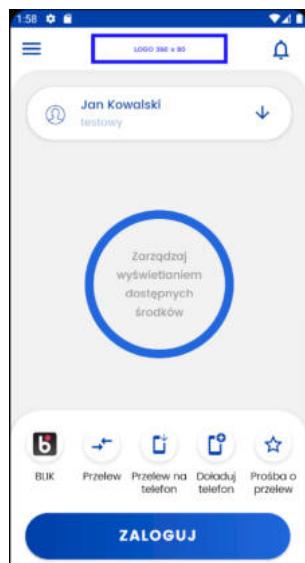 1:58
LOGO 360 x 90
Jan Kowalski
testowy
Zarządzaj
wyświetlaniem
dostępnych
środków
BLIK
Przelew
Przelew na
telefon
Doładuj
telefon
Prośba o
przelew
ZALOGUJ